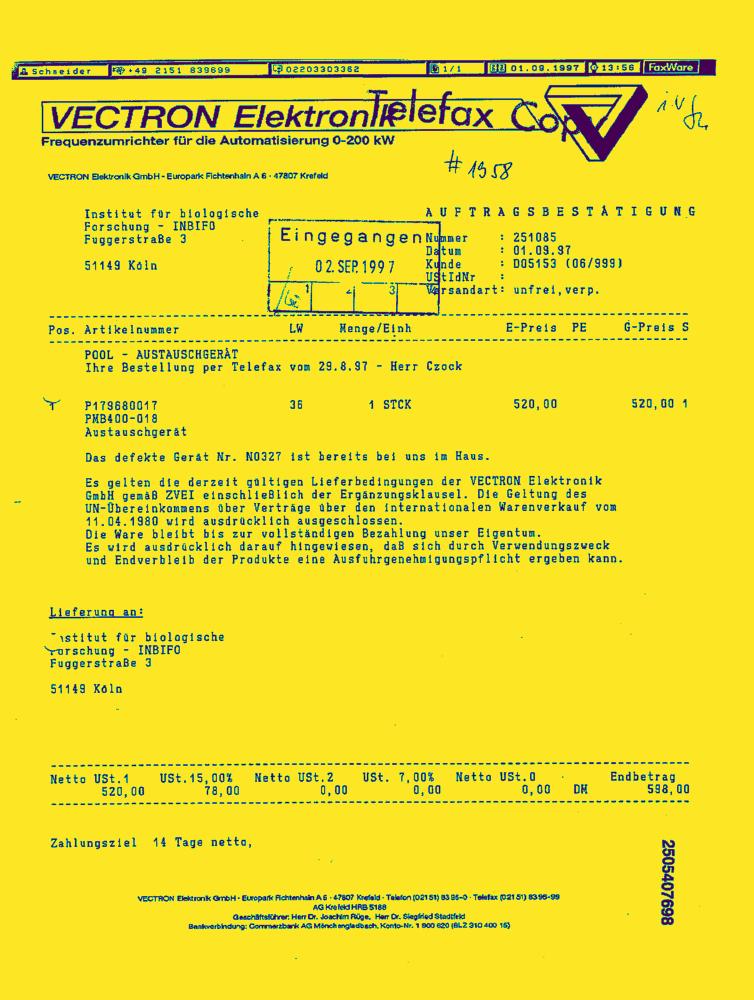 Schneider +49 2151 839699 02203303362 1/1 01.09.1997 13:56 FaxWare
VECTRON Elektronik Telefax Copy
Frequenzumrichter für die Automatisierung 0-200 kW
# 1358
VECTRON Elektronik GmbH - Europark Fichtenhain A 6 - 47807 Krefeld
Institut für biologische
Forschung - INBIFO
Fuggerstraße 3
51149 Köln
Eingegangen
02. SEP. 1997
1 2 3
AUFTRAGSBESTÄTIGUNG
Nummer : 251085
Datum : 01.09.97
Kunde : D05153 (06/999)
UStIdNr :
Versandart: unfrei,verp.
Pos. Artikelnummer LW Menge/Einh E-Preis PE G-Preis S
POOL - AUSTAUSCHGERÄT
Ihre Bestellung per Telefax vom 29.8.97 - Herr Czock
1 P179680017 36 1 STCK 520,00 520,00 1
PMB400-018
Austauschgerät
Das defekte Gerät Nr. N0327 ist bereits bei uns im Haus.
Es gelten die derzeit gültigen Lieferbedingungen der VECTRON Elektronik
GmbH gemäß ZVEI einschließlich der Ergänzungsklausel. Die Geltung des
UN-Übereinkommens über Verträge über den internationalen Warenverkauf vom
11.04.1980 wird ausdrücklich ausgeschlossen.
Die Ware bleibt bis zur vollständigen Bezahlung unser Eigentum.
Es wird ausdrücklich darauf hingewiesen, daß sich durch Verwendungszweck
und Endverbleib der Produkte eine Ausfuhrgenehmigungspflicht ergeben kann.
Lieferung an:
Institut für biologische
Forschung - INBIFO
Fuggerstraße 3
51149 Köln
Netto USt.1 USt.15,00% Netto USt.2 USt. 7,00% Netto USt.0 Endbetrag
520,00 78,00 0,00 0,00 0,00 DM 598,00
Zahlungsziel 14 Tage netto,
2505407698
VECTRON Elektronik GmbH - Europark Fichtenhain A 6 - 47807 Krefeld - Telefon (02151) 8396-0 - Telefax (02151) 8396-99
AG Krefeld HRB 5188
Geschäftsführer: Herr Dr. Joachim Rüge, Herr Dr. Siegfried Stadtfeld
Bankverbindung: Commerzbank AG Mönchengladbach, Konto-Nr. 1 900 620 (BLZ 310 400 15)